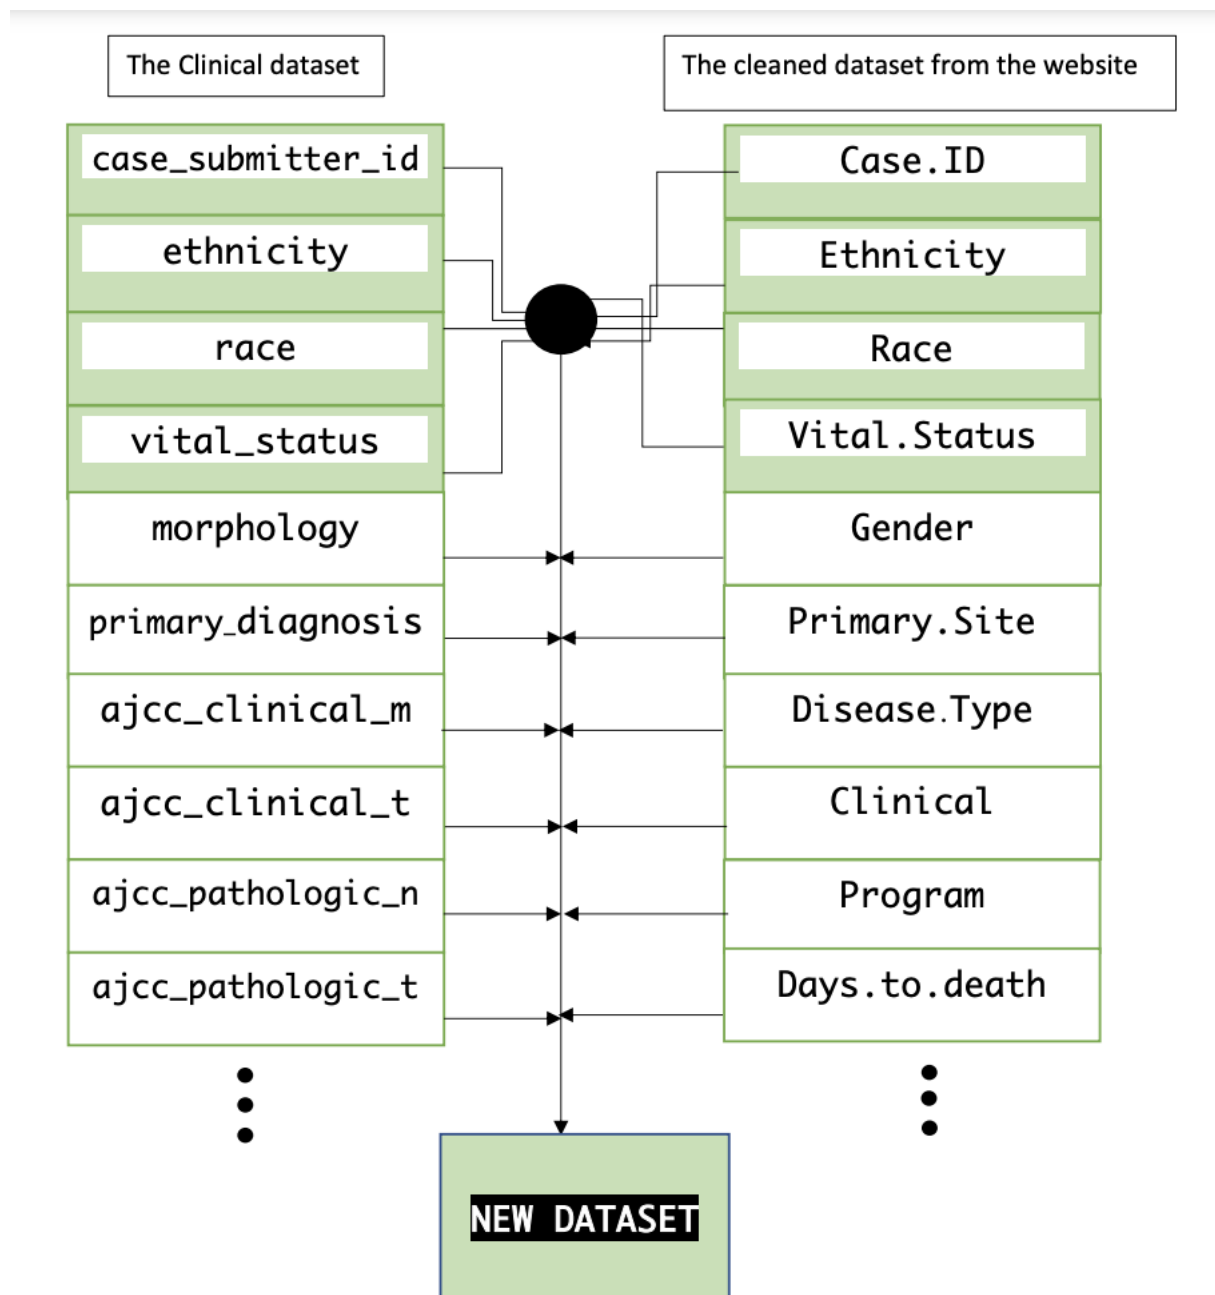 The Clinical dataset
The cleaned dataset from the website
case_submitter_id
ethnicity
race
vital_status
morphology
primary_diagnosis
ajcc_clinical_m
ajcc_clinical_t
ajcc_pathologic_n
ajcc_pathologic_t
Case.ID
Ethnicity
Race
Vital.Status
Gender
Primary.Site
Disease.Type
Clinical
Program
Days.to.death
NEW DATASET